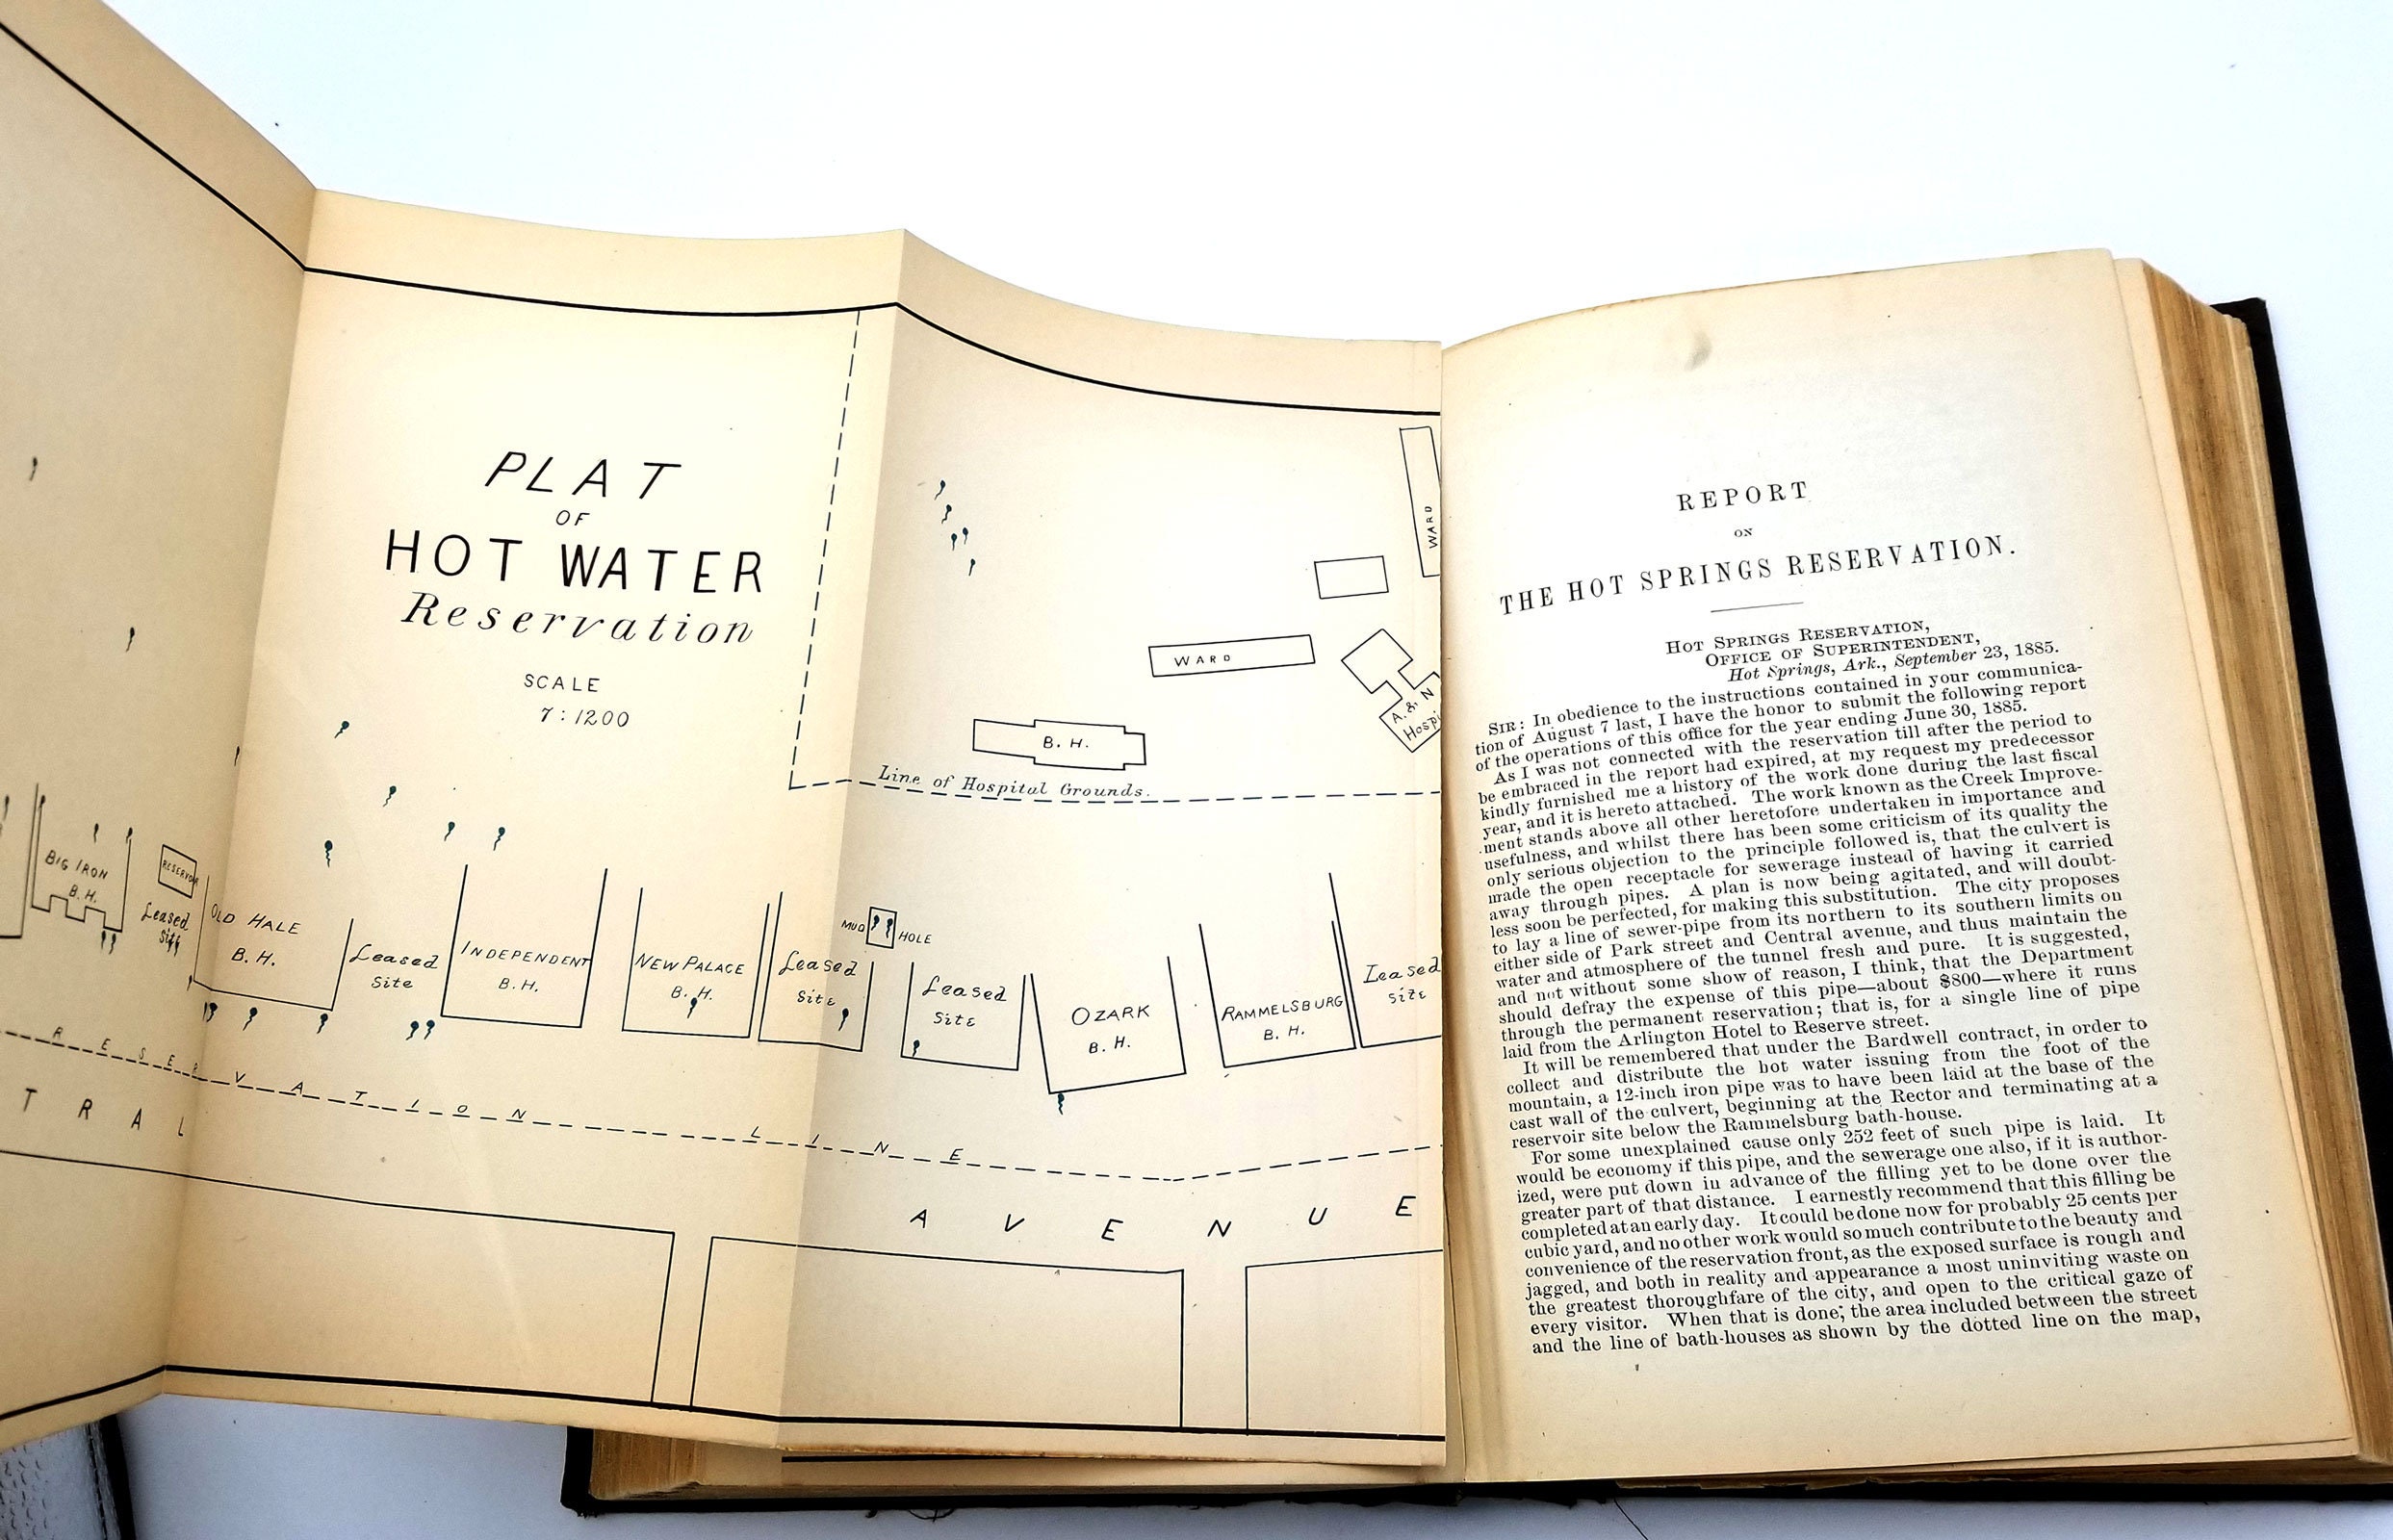 PLAT
OF
HOT WATER
Reservation
SCALE
1:1200
WARD
WARD
A. & N.
B. H.
Line of Hospital Grounds.
BIG IRON
B. H.
RESERVOIR
Leased
Site
OLD HALE
B. H.
Leased
Site
INDEPENDENT
B. H.
NEW PALACE
B. H.
Leased
Site
MUD HOLE
Leased
Site
OZARK
B. H.
RAMMELSBURG
B. H.
Leased
Site
RESERVATION LINE
TRAL AVENUE
REPORT
ON
THE HOT SPRINGS RESERVATION.
HOT SPRINGS RESERVATION,
OFFICE OF SUPERINTENDENT,
Hot Springs, Ark., September 23, 1885.
SIR: In obedience to the instructions contained in your communica-
tion of August 7 last, I have the honor to submit the following report
of the operations of this office for the year ending June 30, 1885.
As I was not connected with the reservation till after the period to
be embraced in the report had expired, at my request my predecessor
kindly furnished me a history of the work done during the last fiscal
year, and it is hereto attached. The work known as the Creek Improve-
ment stands above all other heretofore undertaken in importance and
usefulness, and whilst there has been some criticism of its quality the
only serious objection to the principle followed is, that the culvert is
made the open receptacle for sewerage instead of having it carried
away through pipes. A plan is now being agitated, and will doubt-
less soon be perfected, for making this substitution. The city proposes
to lay a line of sewer-pipe from its northern to its southern limits on
either side of Park street and Central avenue, and thus maintain the
water and atmosphere of the tunnel fresh and pure. It is suggested,
and not without some show of reason, I think, that the Department
should defray the expense of this pipe—about $800—where it runs
through the permanent reservation; that is, for a single line of pipe
laid from the Arlington Hotel to Reserve street.
It will be remembered that under the Bardwell contract, in order to
collect and distribute the hot water issuing from the foot of the
mountain, a 12-inch iron pipe was to have been laid at the base of the
east wall of the culvert, beginning at the Rector and terminating at a
reservoir site below the Rammelsburg bath-house.
For some unexplained cause only 252 feet of such pipe is laid. It
would be economy if this pipe, and the sewerage one also, if it is author-
ized, were put down in advance of the filling yet to be done over the
greater part of that distance. I earnestly recommend that this filling be
completed at an early day. It could be done now for probably 25 cents per
cubic yard, and no other work would so much contribute to the beauty and
convenience of the reservation front, as the exposed surface is rough and
jagged, and both in reality and appearance a most uninviting waste on
the greatest thoroughfare of the city, and open to the critical gaze of
every visitor. When that is done, the area included between the street
and the line of bath-houses as shown by the dotted line on the map,